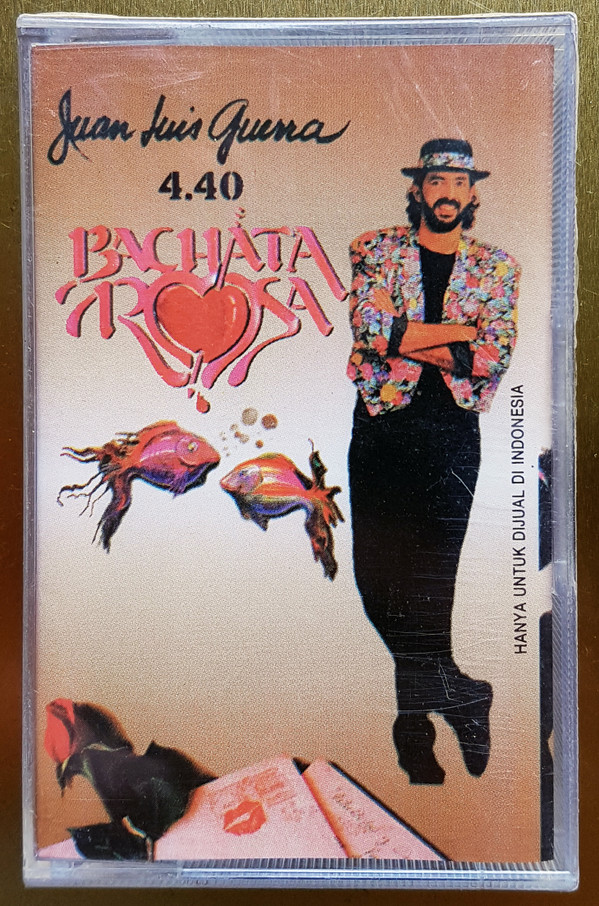 Juan Luis Guerra
4.40
BACHATA
ROSA
HANYA UNTUK DIJUAL DI INDONESIA